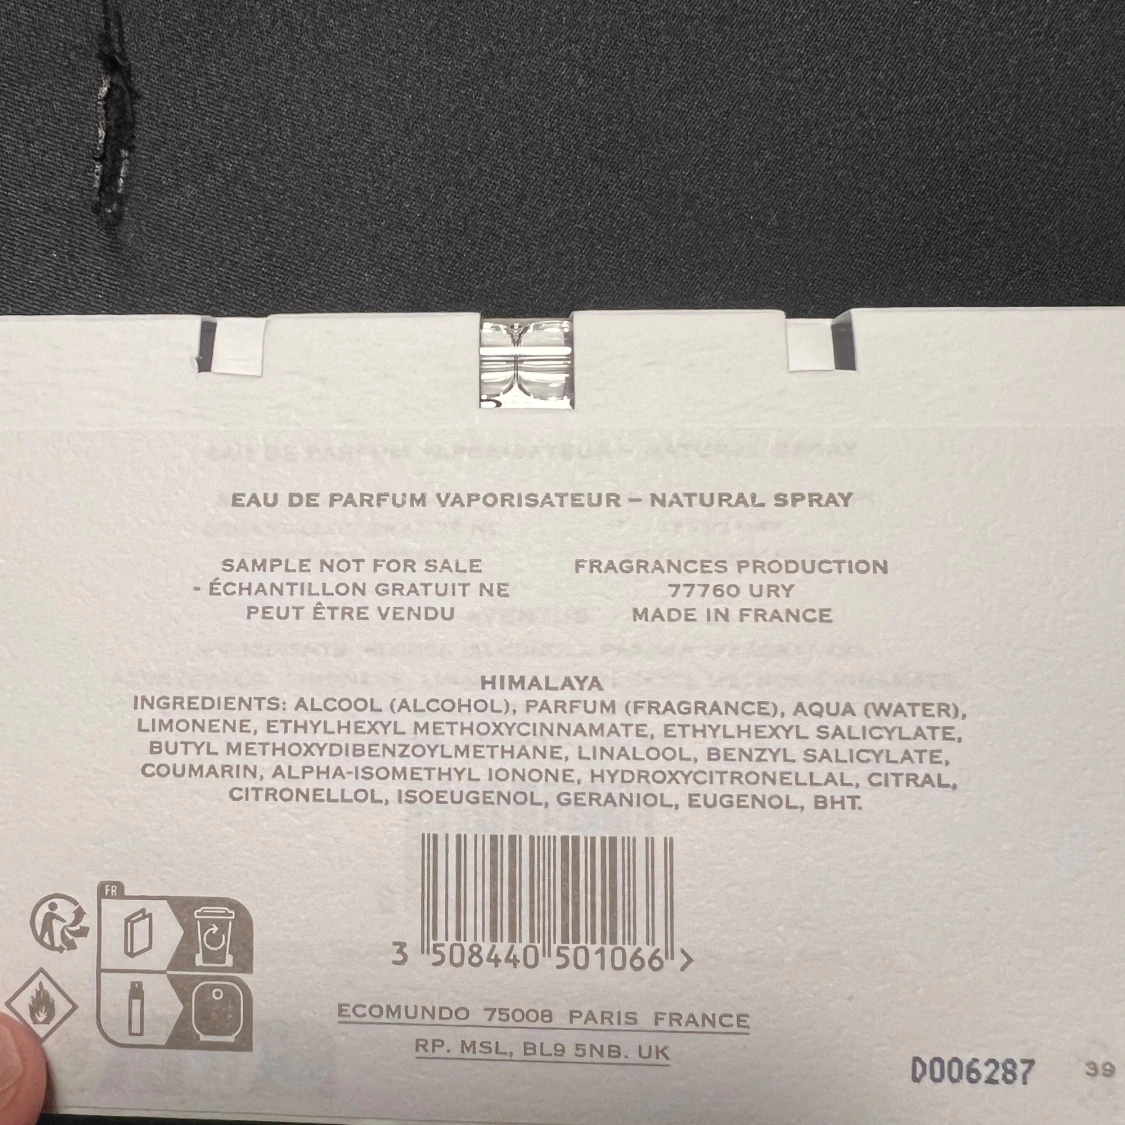 EAU DE PARFUM VAPORISATEUR – NATURAL SPRAY
SAMPLE NOT FOR SALE
- ÉCHANTILLON GRATUIT NE
PEUT ÊTRE VENDU
FRAGRANCES PRODUCTION
77760 URY
MADE IN FRANCE
HIMALAYA
INGREDIENTS: ALCOOL (ALCOHOL), PARFUM (FRAGRANCE), AQUA (WATER),
LIMONENE, ETHYLHEXYL METHOXYCINNAMATE, ETHYLHEXYL SALICYLATE,
BUTYL METHOXYDIBENZOYLMETHANE, LINALOOL, BENZYL SALICYLATE,
COUMARIN, ALPHA-ISOMETHYL IONONE, HYDROXYCITRONELLAL, CITRAL,
CITRONELLOL, ISOEUGENOL, GERANIOL, EUGENOL, BHT.
FR
3 508440 501066 >
ECOMUNDO 75008 PARIS FRANCE
RP. MSL, BL9 5NB. UK
D006287 39